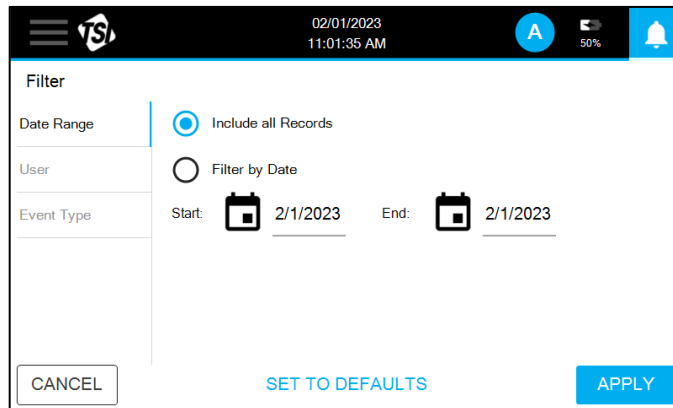 TSI
02/01/2023
11:01:35 AM
A
50%
Filter
Date Range
Include all Records
User
Filter by Date
Event Type
Start:
2/1/2023
End:
2/1/2023
CANCEL
SET TO DEFAULTS
APPLY